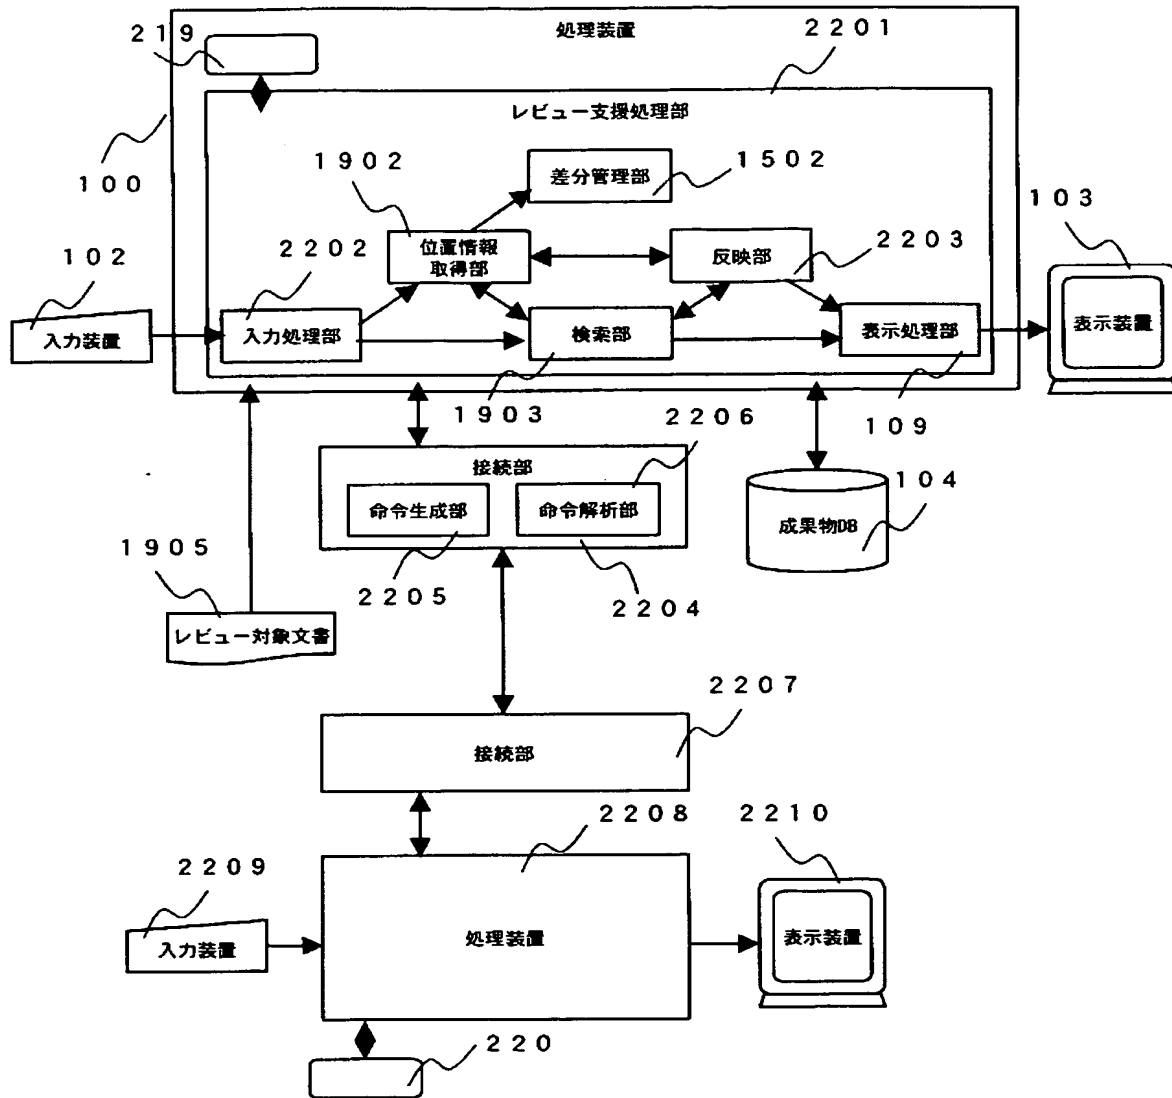 ２１９
処理装置
２２０１
レビュー支援処理部
１００
１９０２
差分管理部
１５０２
１０３
１０２
２２０２
位置情報
取得部
反映部
２２０３
入力装置
入力処理部
検索部
表示処理部
表示装置
１９０３
２２０６
１０９
接続部
１０４
命令生成部
命令解析部
成果物DB
１９０５
２２０５
２２０４
レビュー対象文書
２２０７
接続部
２２０８
２２１０
２２０９
入力装置
処理装置
表示装置
２２０